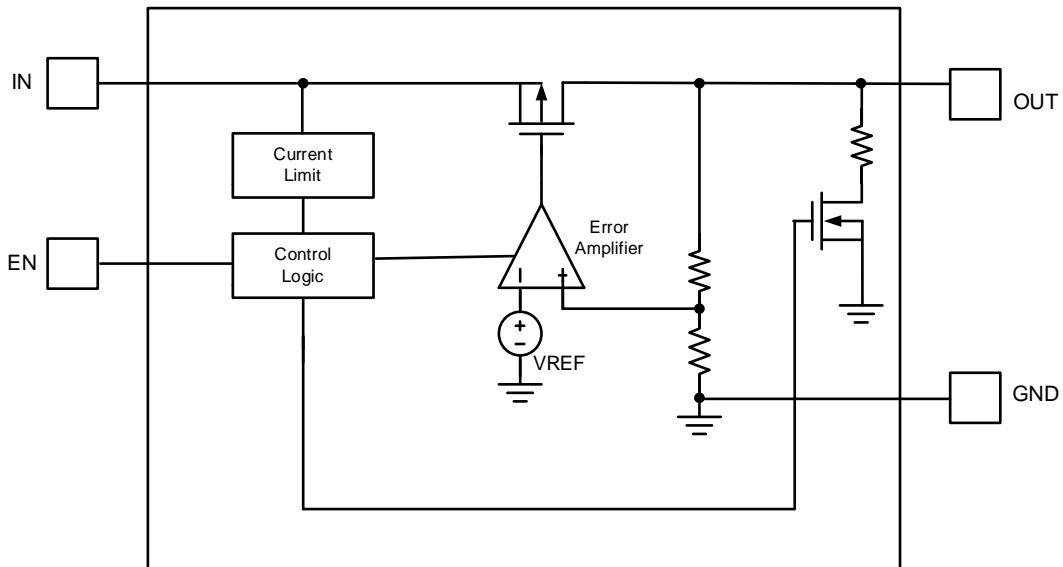 IN
OUT
Current
Limit
Error
Amplifier
EN
Control
Logic
VREF
GND